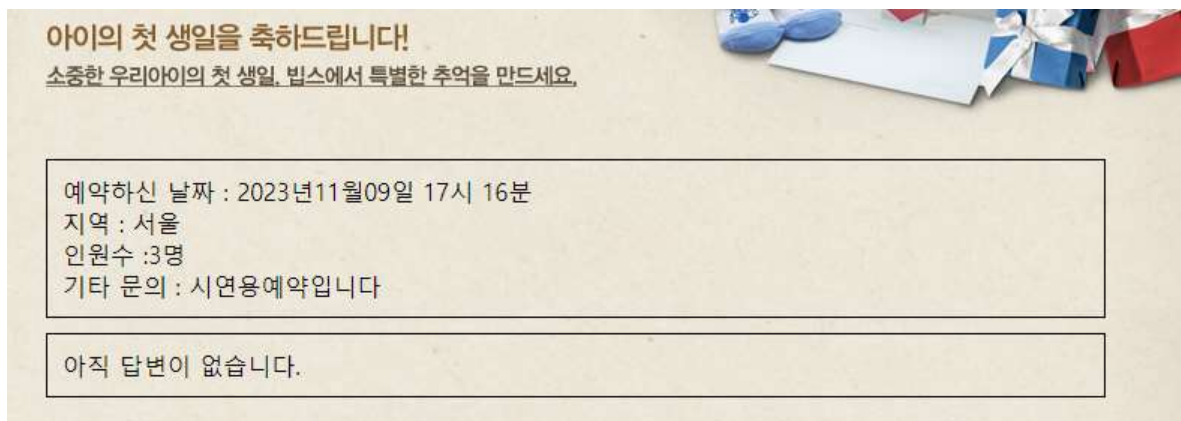 아이의 첫 생일을 축하드립니다!
소중한 우리아이의 첫 생일, 빕스에서 특별한 추억을 만드세요.
예약하신 날짜 : 2023년11월09일 17시 16분
지역 : 서울
인원수 :3명
기타 문의 : 시연용예약입니다
아직 답변이 없습니다.